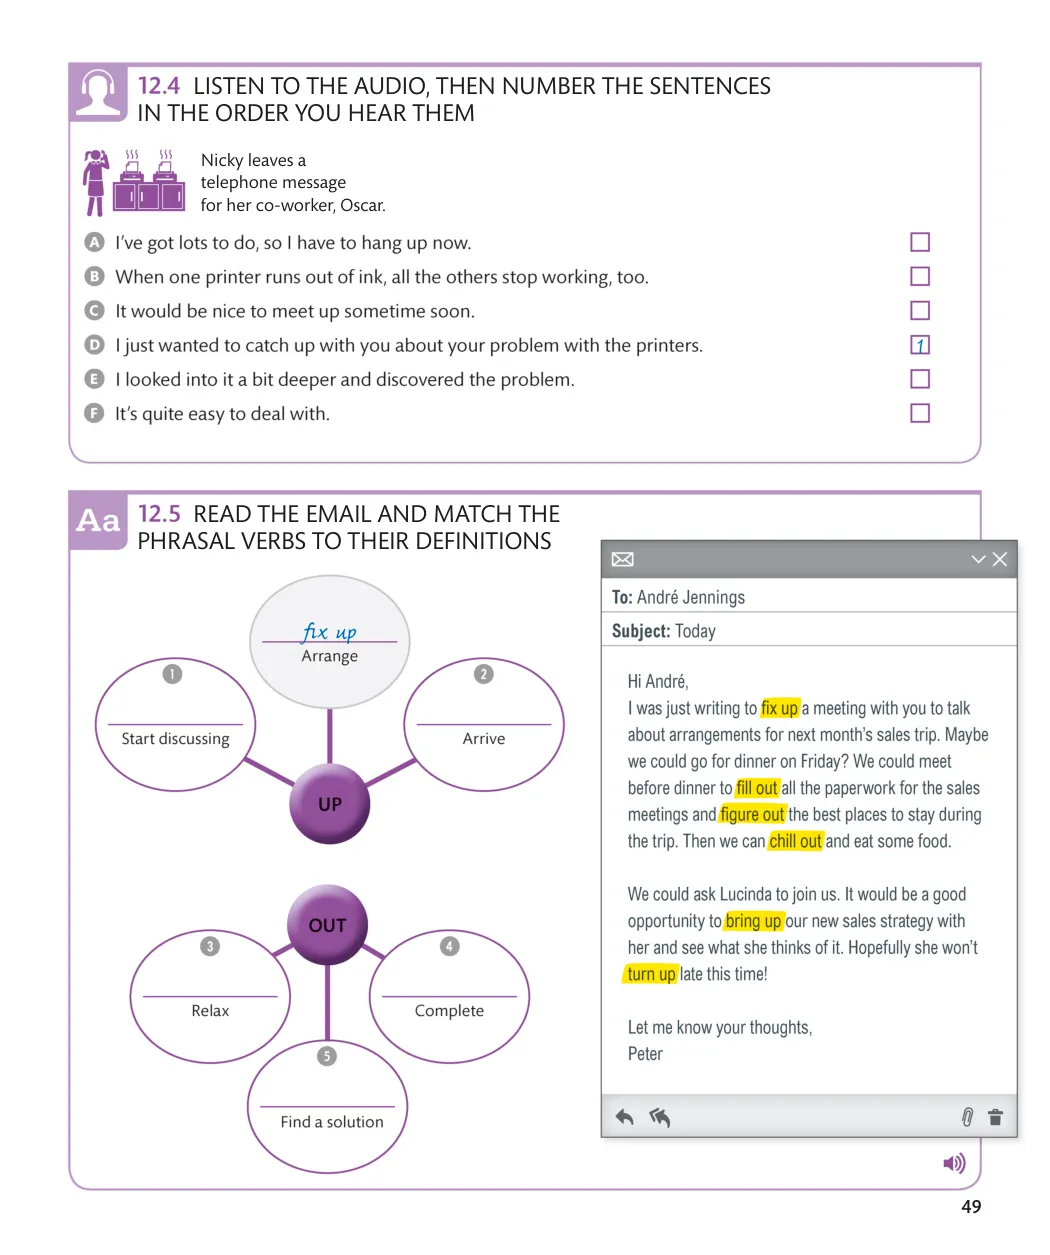 12.4 LISTEN TO THE AUDIO, THEN NUMBER THE SENTENCES
IN THE ORDER YOU HEAR THEM
Nicky leaves a
telephone message
for her co-worker, Oscar.
A I've got lots to do, so I have to hang up now.
B When one printer runs out of ink, all the others stop working, too.
C It would be nice to meet up sometime soon.
D I just wanted to catch up with you about your problem with the printers. 1
E I looked into it a bit deeper and discovered the problem.
F It's quite easy to deal with.
Aa 12.5 READ THE EMAIL AND MATCH THE
PHRASAL VERBS TO THEIR DEFINITIONS
fix up
Arrange
1
Start discussing
2
Arrive
UP
OUT
3
Relax
4
Complete
5
Find a solution
To: André Jennings
Subject: Today
Hi André,
I was just writing to fix up a meeting with you to talk
about arrangements for next month's sales trip. Maybe
we could go for dinner on Friday? We could meet
before dinner to fill out all the paperwork for the sales
meetings and figure out the best places to stay during
the trip. Then we can chill out and eat some food.
We could ask Lucinda to join us. It would be a good
opportunity to bring up our new sales strategy with
her and see what she thinks of it. Hopefully she won't
turn up late this time!
Let me know your thoughts,
Peter
49